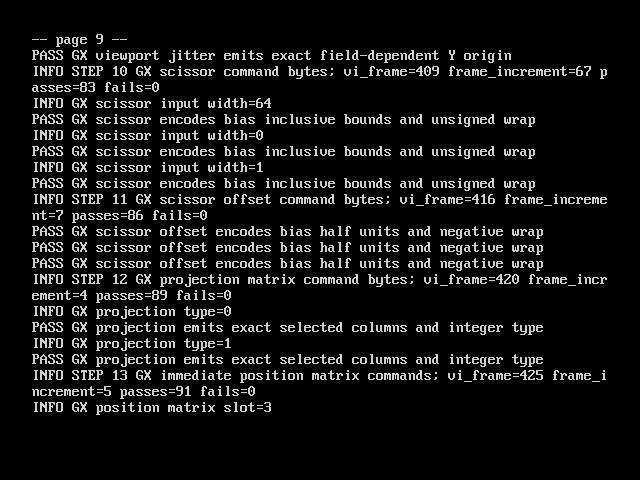 -- page 9 --
PASS GX viewport jitter emits exact field-dependent Y origin
INFO STEP 10 GX scissor command bytes; vi_frame=409 frame_increment=67 p
asses=83 fails=0
INFO GX scissor input width=64
PASS GX scissor encodes bias inclusive bounds and unsigned wrap
INFO GX scissor input width=0
PASS GX scissor encodes bias inclusive bounds and unsigned wrap
INFO GX scissor input width=1
PASS GX scissor encodes bias inclusive bounds and unsigned wrap
INFO STEP 11 GX scissor offset command bytes; vi_frame=416 frame_increme
nt=7 passes=86 fails=0
PASS GX scissor offset encodes bias half units and negative wrap
PASS GX scissor offset encodes bias half units and negative wrap
PASS GX scissor offset encodes bias half units and negative wrap
INFO STEP 12 GX projection matrix command bytes; vi_frame=420 frame_incr
ement=4 passes=89 fails=0
INFO GX projection type=0
PASS GX projection emits exact selected columns and integer type
INFO GX projection type=1
PASS GX projection emits exact selected columns and integer type
INFO STEP 13 GX immediate position matrix commands; vi_frame=425 frame_i
ncrement=5 passes=91 fails=0
INFO GX position matrix slot=3